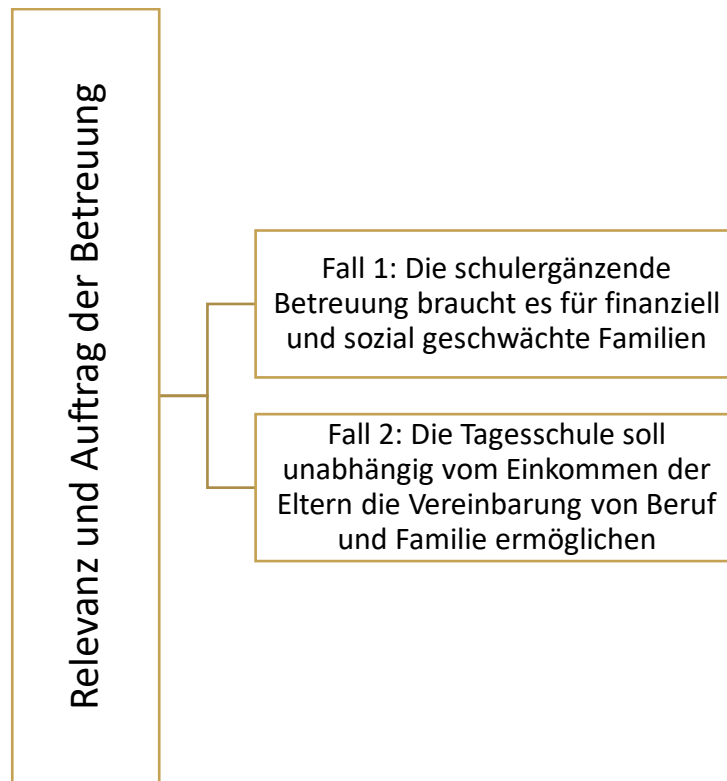 Relevanz und Auftrag der Betreuung
Fall 1: Die schulergänzende
Betreuung braucht es für finanziell
und sozial geschwächte Familien
Fall 2: Die Tagesschule soll
unabhängig vom Einkommen der
Eltern die Vereinbarung von Beruf
und Familie ermöglichen